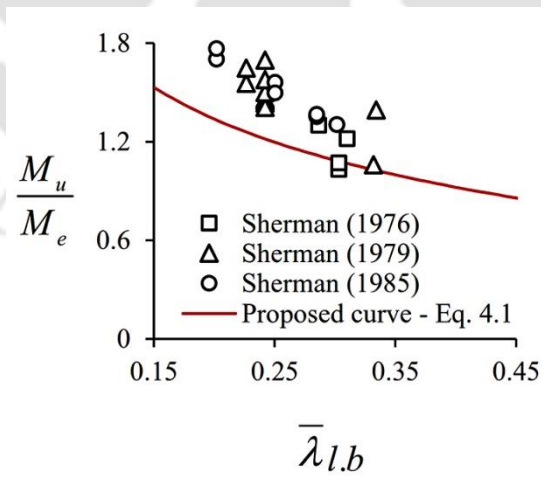 1.8
1.2
0.6
0
M_u
M_e
Sherman (1976)
Sherman (1979)
Sherman (1985)
Proposed curve - Eq. 4.1
0.15 0.25 0.35 0.45
λ̅_l.b